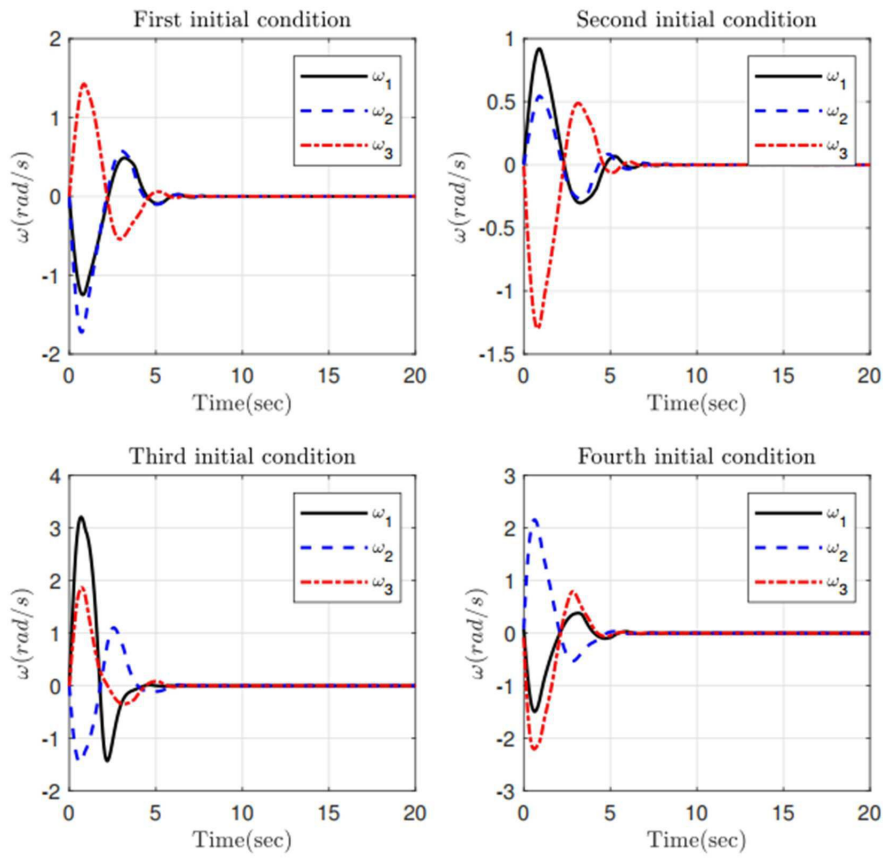 First initial condition
2
1
0
-1
-2
ω(rad/s)
ω1
ω2
ω3
0 5 10 15 20
Time(sec)
Second initial condition
1
0.5
0
-0.5
-1
-1.5
ω(rad/s)
ω1
ω2
ω3
0 5 10 15 20
Time(sec)
Third initial condition
4
3
2
1
0
-1
-2
ω(rad/s)
ω1
ω2
ω3
0 5 10 15 20
Time(sec)
Fourth initial condition
3
2
1
0
-1
-2
-3
ω(rad/s)
ω1
ω2
ω3
0 5 10 15 20
Time(sec)